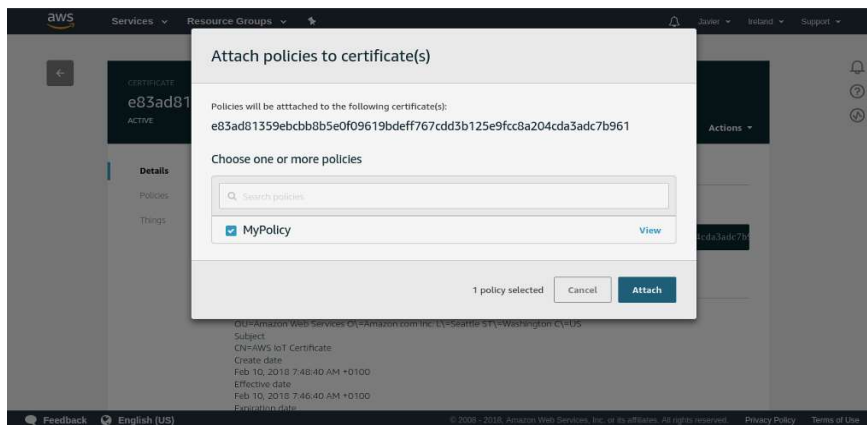 aws Services Resource Groups Javier Ireland Support
Attach policies to certificate(s)
CERTIFICATE
e83ad81
ACTIVE
Actions
Policies will be atttached to the following certificate(s):
e83ad81359ebcbb8b5e0f09619bdeff767cdd3b125e9fcc8a204cda3adc7b961
Choose one or more policies
Search policies
MyPolicy View
1 policy selected Cancel Attach
Details
Policies
Things
4cda3adc7b9
OU=Amazon Web Services O\=Amazon.com Inc. L\=Seattle ST\=Washington C\=US
Subject
CN=AWS IoT Certificate
Create date
Feb 10, 2018 7:48:40 AM +0100
Effective date
Feb 10, 2018 7:46:40 AM +0100
Expiration date
Feedback English (US) © 2008 - 2018, Amazon Web Services, Inc. or its affiliates. All rights reserved. Privacy Policy Terms of Use